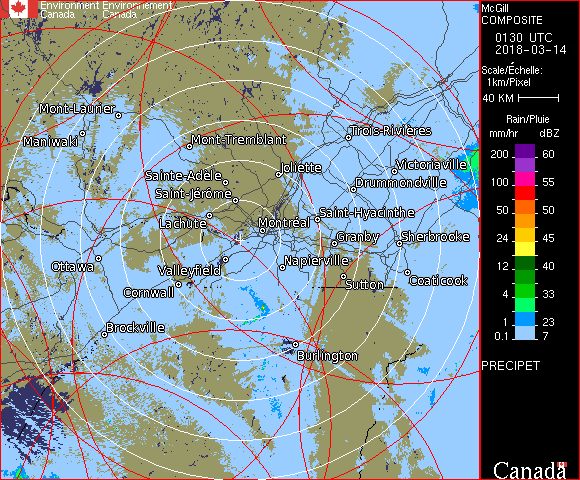 Environment Environnement
Canada Canada
McGill
COMPOSITE
0130 UTC
2018-03-14
Scale/Échelle:
1km/Pixel
40 KM
Rain/Pluie
mm/hr dBZ
200 60
100 55
50 50
24 45
12 40
4 33
1 23
0.1 7
PRECIPET
Canada
Mont-Laurier
Maniwaki
Mont-Tremblant
Trois-Rivières
Joliette
Victoriaville
Sainte-Adèle
Drummondville
Saint-Jérôme
Saint-Hyacinthe
Lachute
Montréal
Granby
Sherbrooke
Ottawa
Valleyfield
Napierville
Sutton
Coaticook
Cornwall
Brockville
Burlington